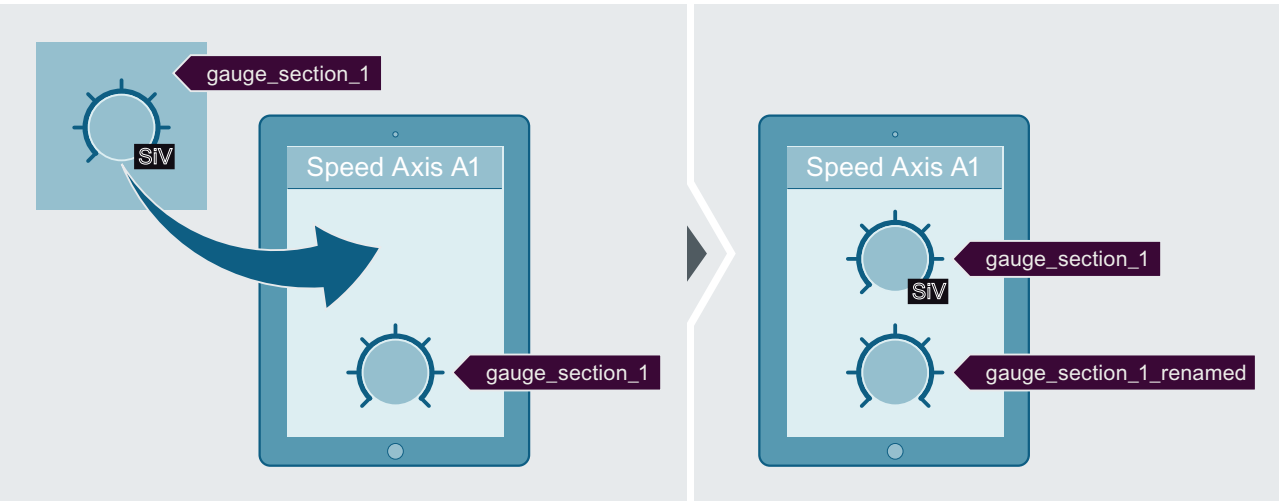 gauge_section_1
SiV
Speed Axis A1
gauge_section_1
Speed Axis A1
gauge_section_1
SiV
gauge_section_1_renamed